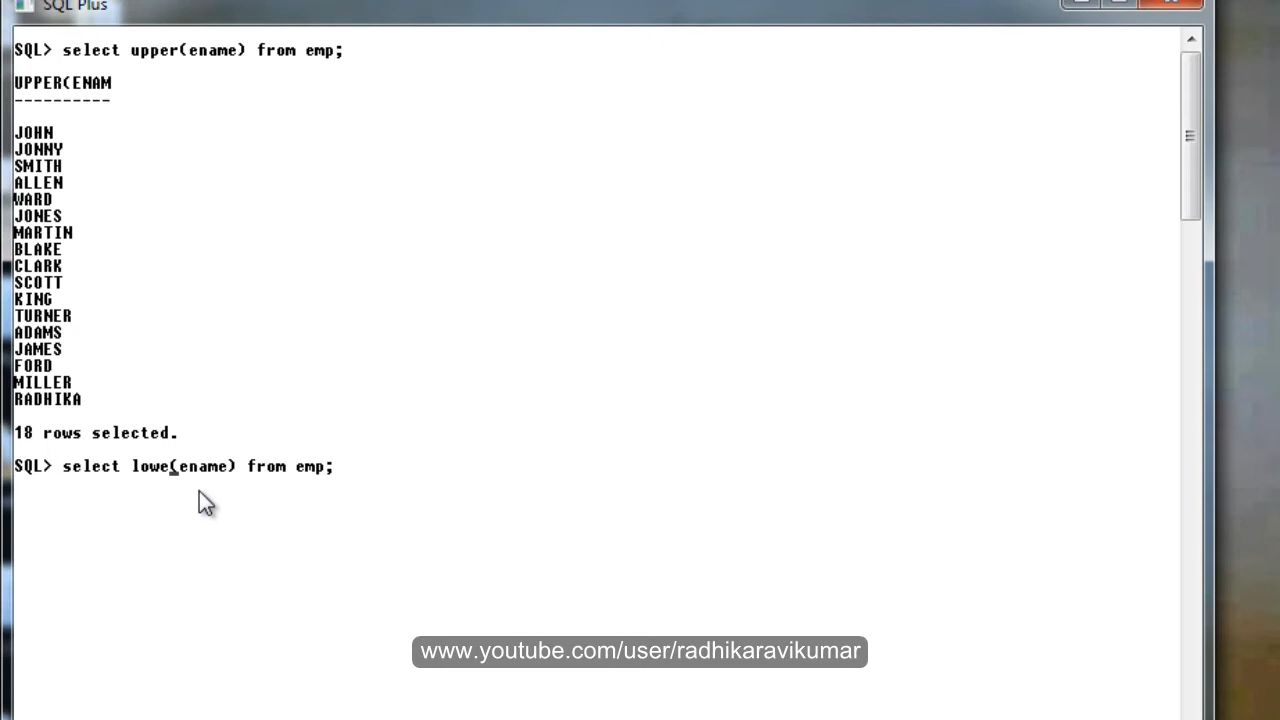 SQL Plus
SQL> select upper(ename) from emp;
UPPER(ENAM
----------
JOHN
JONNY
SMITH
ALLEN
WARD
JONES
MARTIN
BLAKE
CLARK
SCOTT
KING
TURNER
ADAMS
JAMES
FORD
MILLER
RADHIKA
18 rows selected.
SQL> select lowe(ename) from emp;
www.youtube.com/user/radhikaravikumar